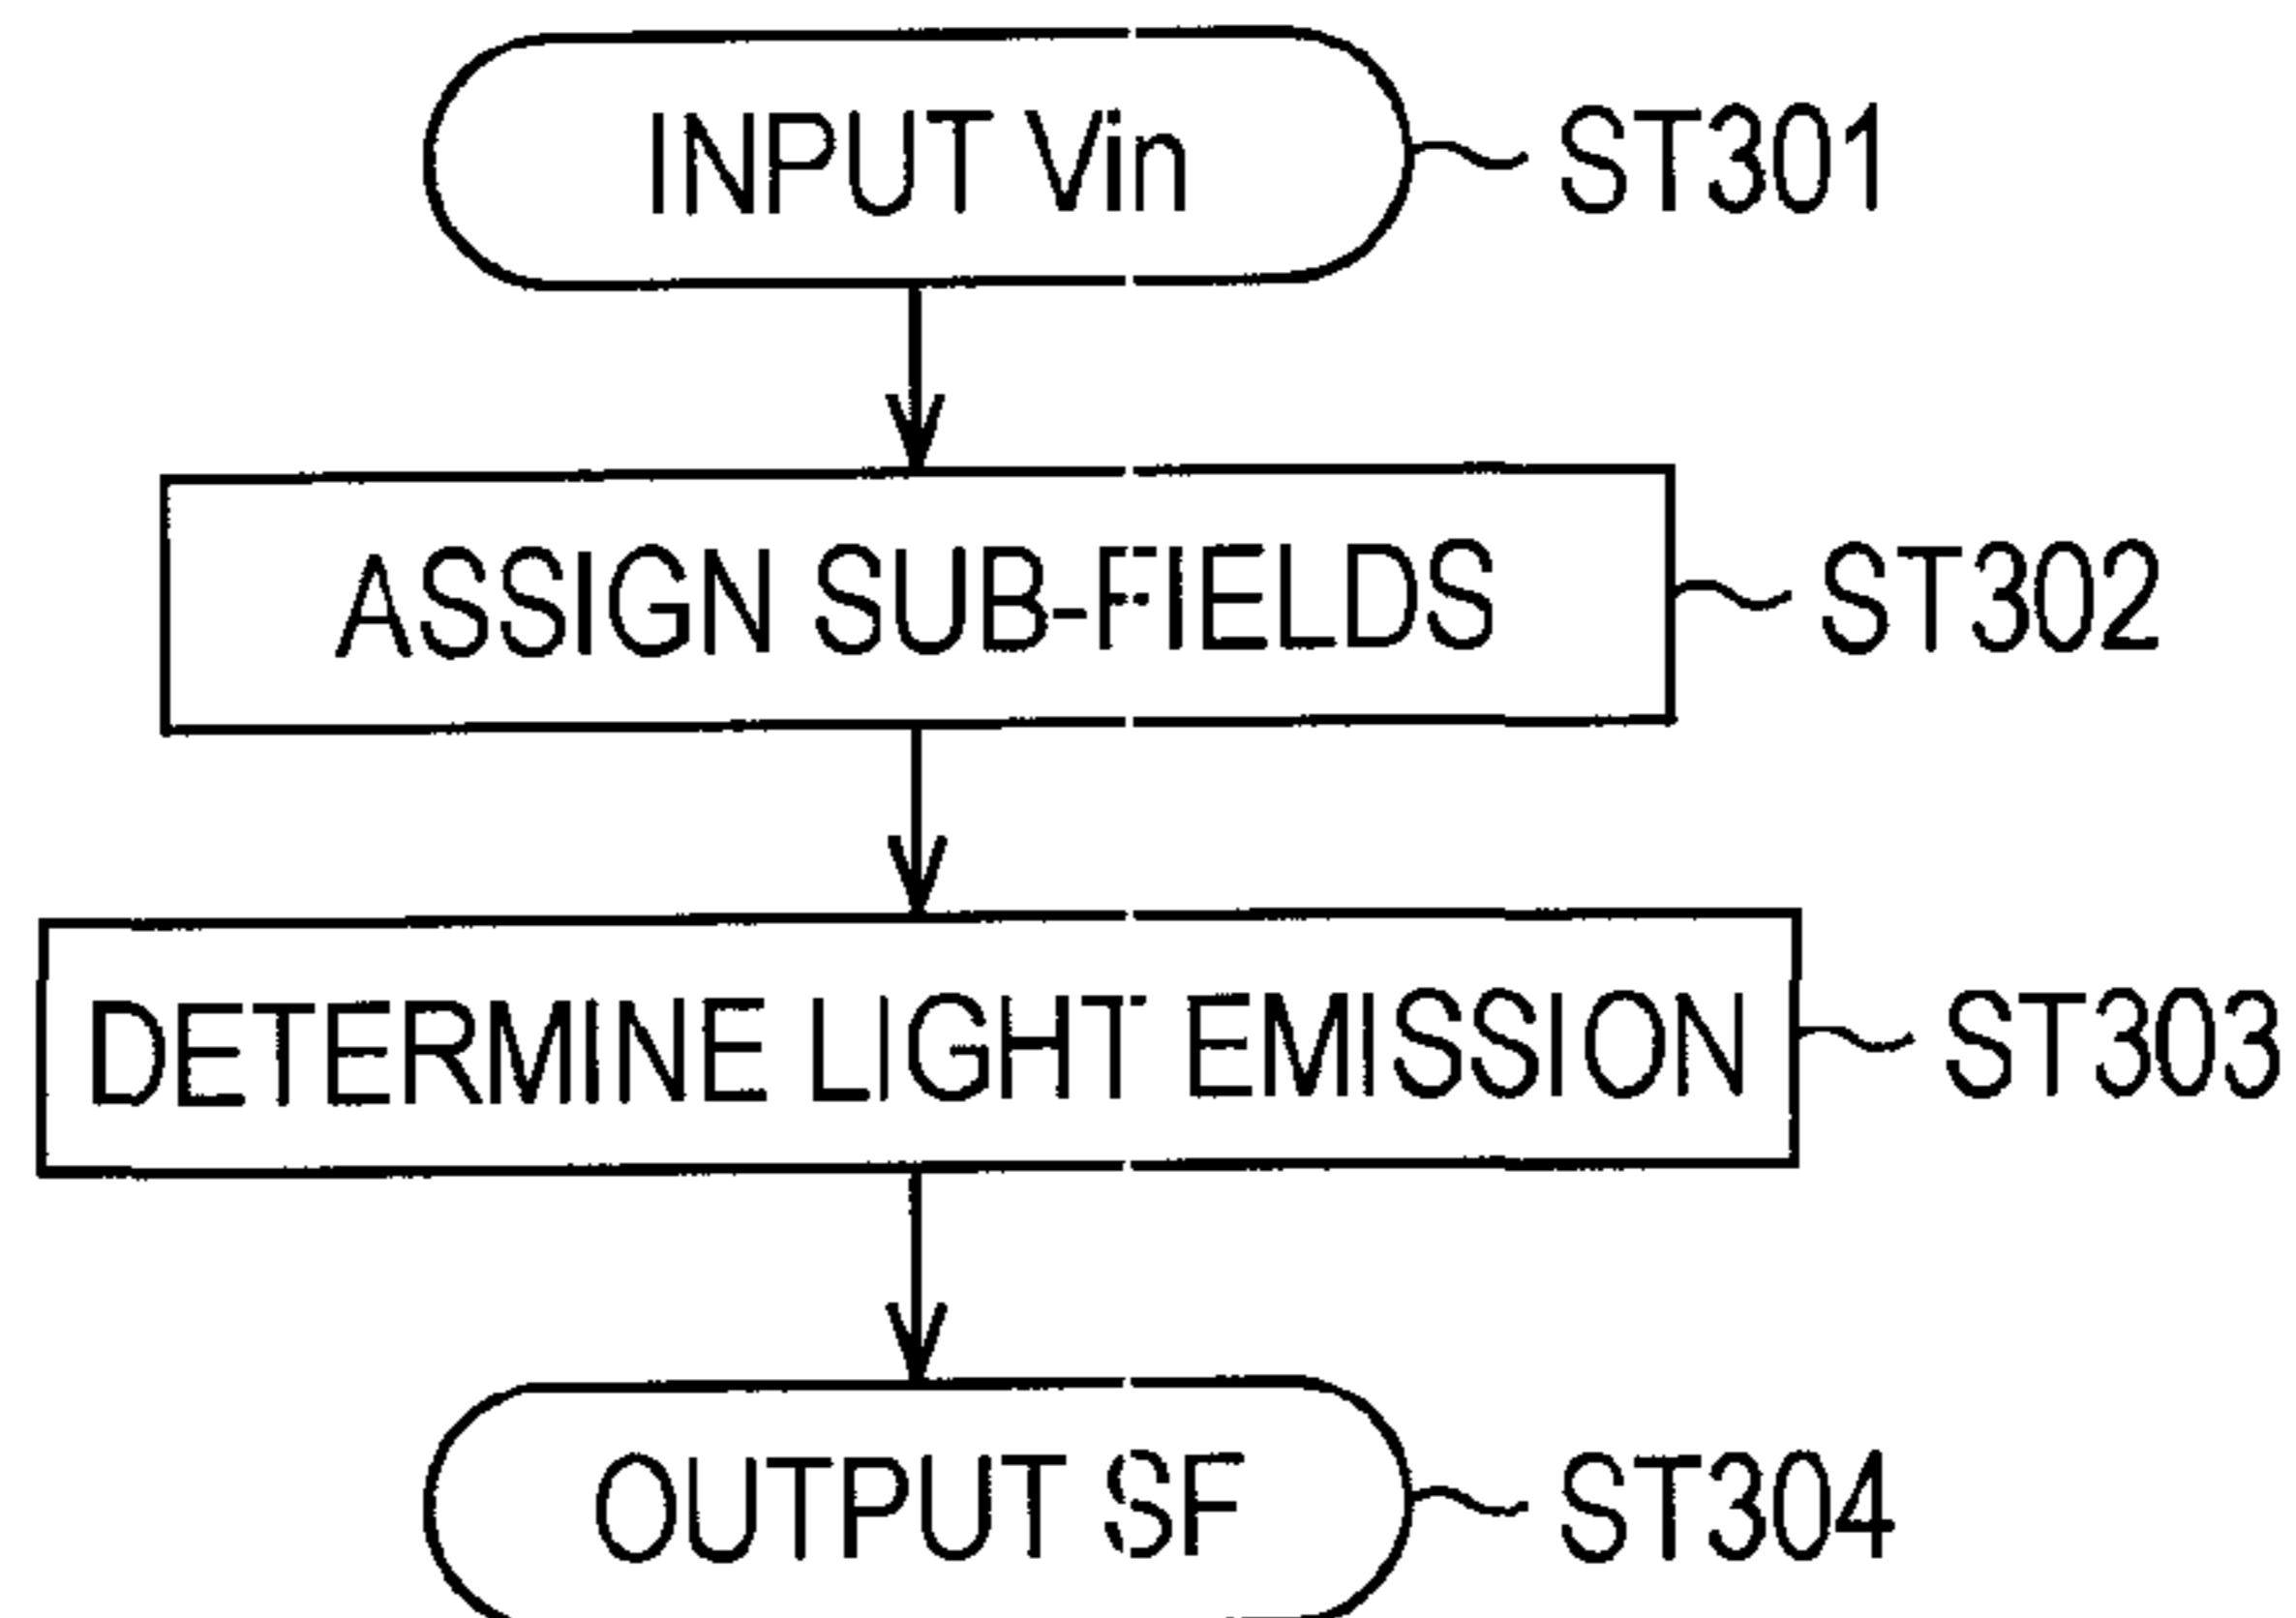 INPUT Vin ST301
ASSIGN SUB-FIELDS ST302
DETERMINE LIGHT EMISSION ST303
OUTPUT SF ST304